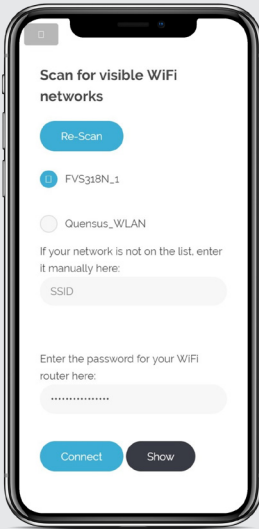 Scan for visible WiFi
networks
Re-Scan
FVS318N_1
Quensus_WLAN
If your network is not on the list, enter
it manually here:
SSID
Enter the password for your WiFi
router here:
••••••••••••••••
Connect
Show